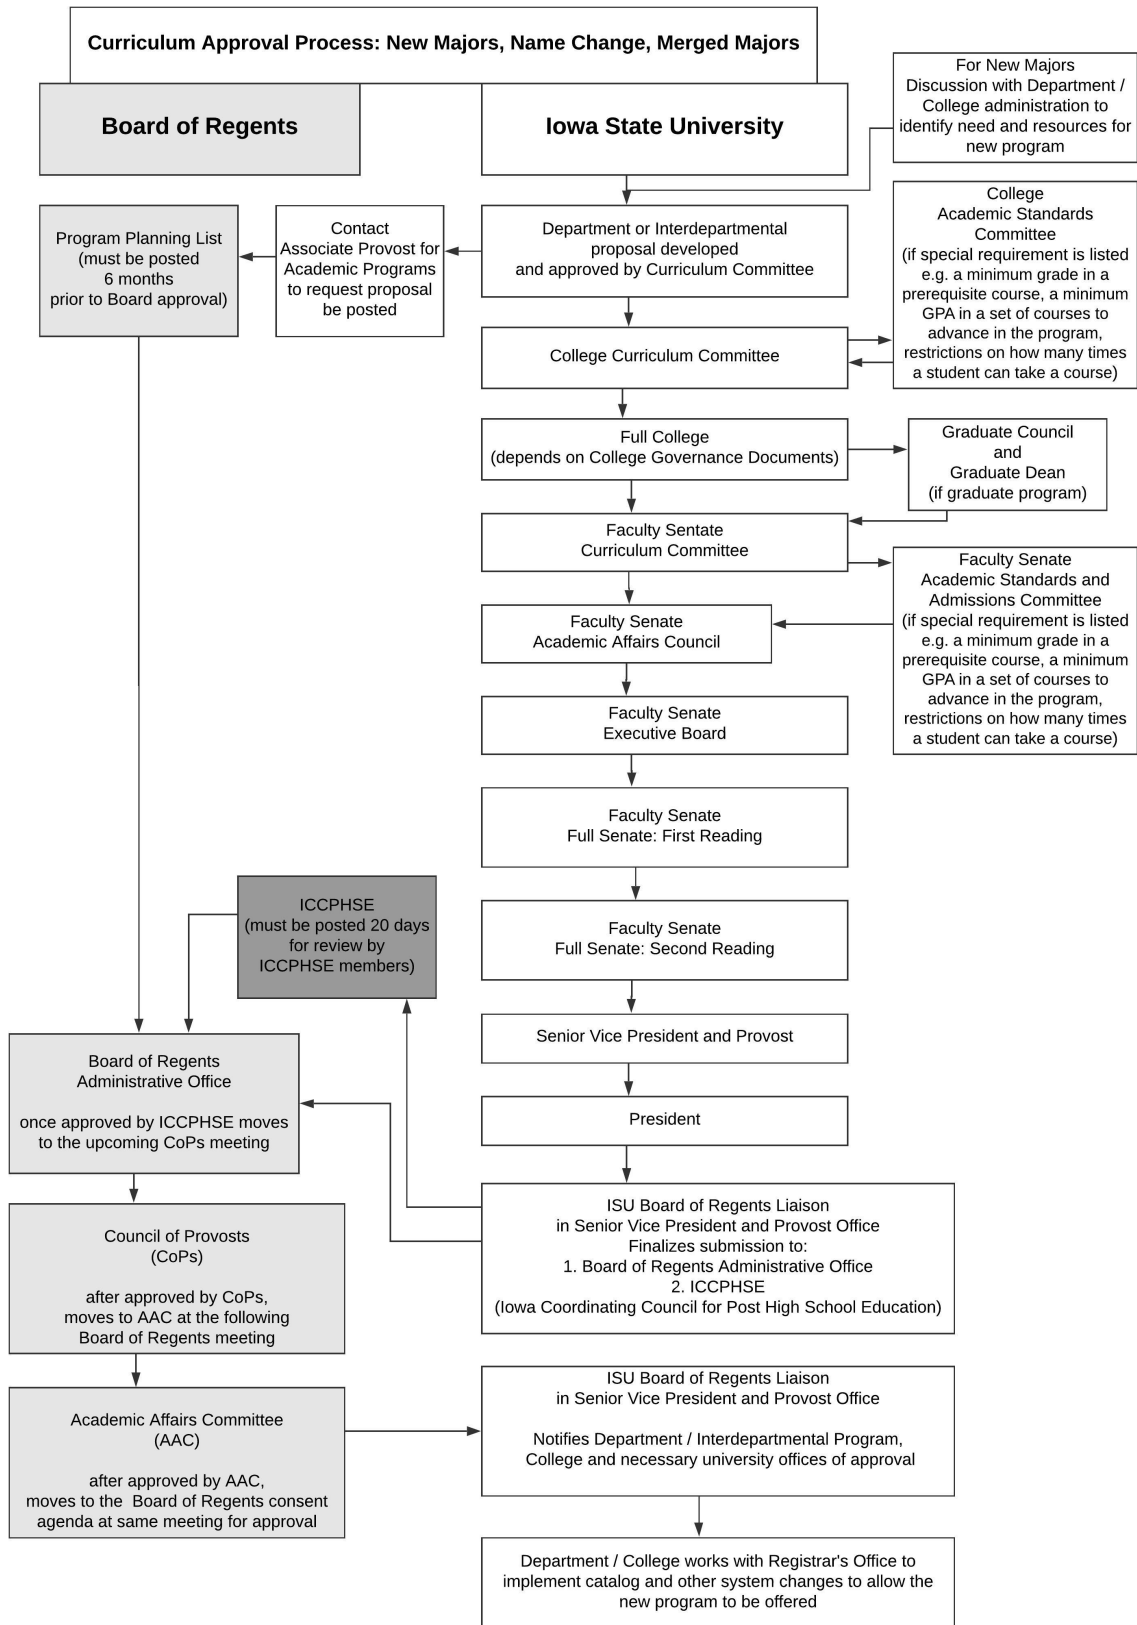 Curriculum Approval Process: New Majors, Name Change, Merged Majors
Board of Regents
Iowa State University
For New Majors
Discussion with Department /
College administration to
identify need and resources for
new program
Program Planning List
(must be posted
6 months
prior to Board approval)
Contact
Associate Provost for
Academic Programs
to request proposal
be posted
Department or Interdepartmental
proposal developed
and approved by Curriculum Committee
College
Academic Standards
Committee
(if special requirement is listed
e.g. a minimum grade in a
prerequisite course, a minimum
GPA in a set of courses to
advance in the program,
restrictions on how many times
a student can take a course)
College Curriculum Committee
Full College
(depends on College Governance Documents)
Graduate Council
and
Graduate Dean
(if graduate program)
Faculty Sentate
Curriculum Committee
Faculty Senate
Academic Standards and
Admissions Committee
(if special requirement is listed
e.g. a minimum grade in a
prerequisite course, a minimum
GPA in a set of courses to
advance in the program,
restrictions on how many times
a student can take a course)
Faculty Senate
Academic Affairs Council
Faculty Senate
Executive Board
Faculty Senate
Full Senate: First Reading
ICCPHSE
(must be posted 20 days
for review by
ICCPHSE members)
Faculty Senate
Full Senate: Second Reading
Senior Vice President and Provost
Board of Regents
Administrative Office
once approved by ICCPHSE moves
to the upcoming CoPs meeting
President
ISU Board of Regents Liaison
in Senior Vice President and Provost Office
Finalizes submission to:
1. Board of Regents Administrative Office
2. ICCPHSE
(Iowa Coordinating Council for Post High School Education)
Council of Provosts
(CoPs)
after approved by CoPs,
moves to AAC at the following
Board of Regents meeting
Academic Affairs Committee
(AAC)
after approved by AAC,
moves to the Board of Regents consent
agenda at same meeting for approval
ISU Board of Regents Liaison
in Senior Vice President and Provost Office
Notifies Department / Interdepartmental Program,
College and necessary university offices of approval
Department / College works with Registrar's Office to
implement catalog and other system changes to allow the
new program to be offered